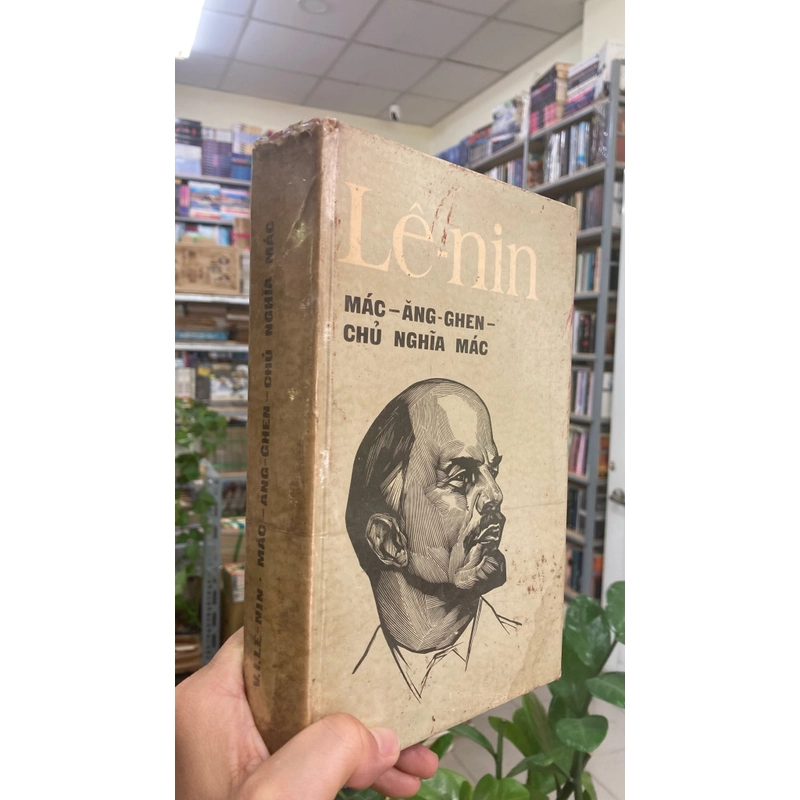 Lê-nin
MÁC – ĂNG-GHEN –
CHỦ NGHĨA MÁC
V.I. LÊ-NIN · MÁC – ĂNG-GHEN – CHỦ NGHĨA MÁC